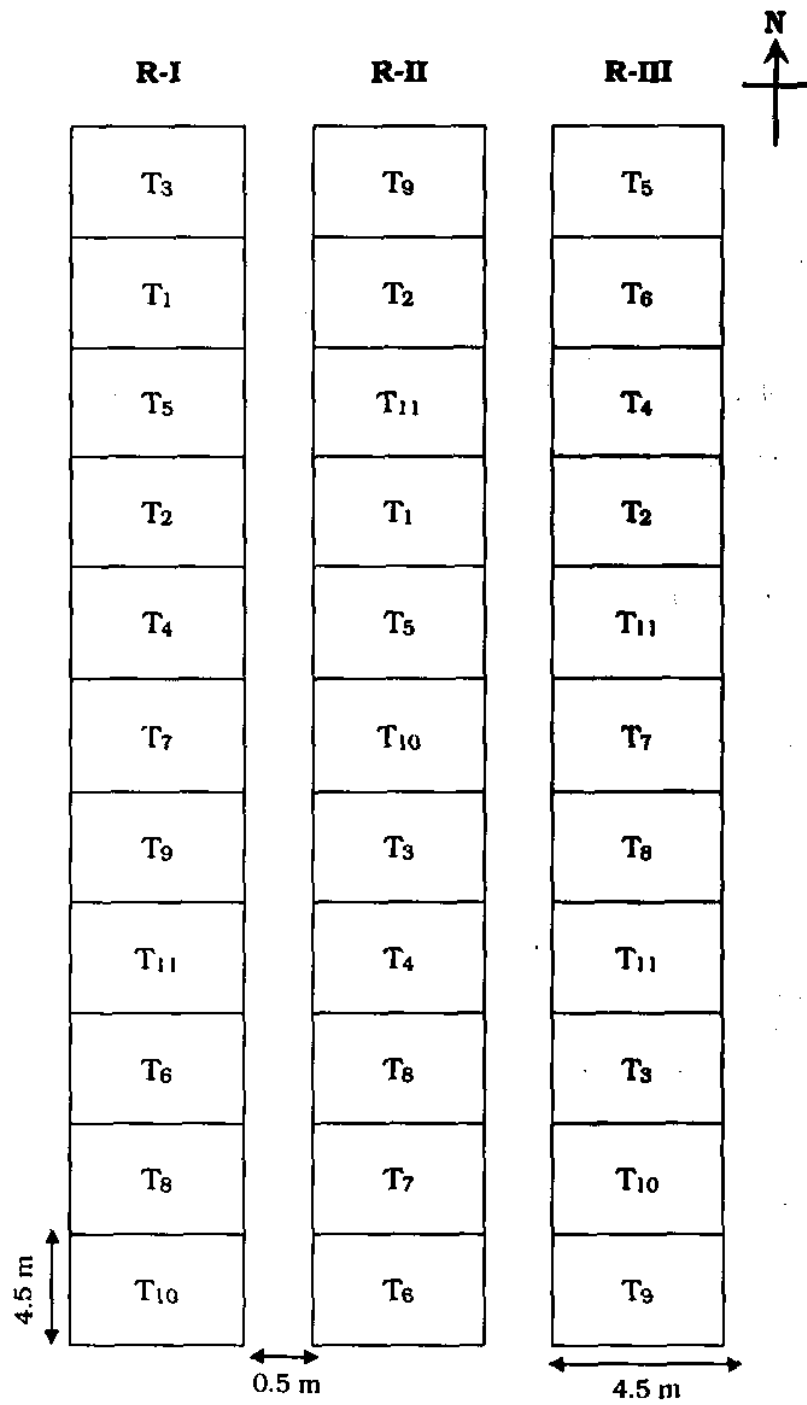 N
R-I R-II R-III
T₃ T₉ T₅
T₁ T₂ T₆
T₅ T₁₁ T₄
T₂ T₁ T₂
T₄ T₅ T₁₁
T₇ T₁₀ T₇
T₉ T₃ T₈
T₁₁ T₄ T₁₁
T₆ T₈ T₃
T₈ T₇ T₁₀
T₁₀ T₆ T₉
4.5 m
0.5 m 4.5 m